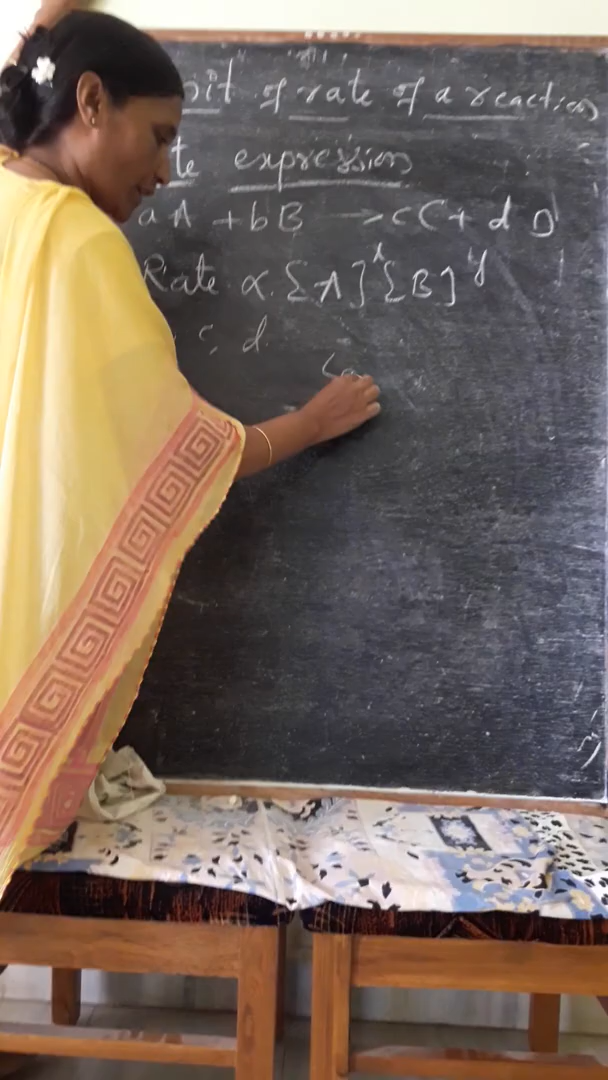 of rate of a reaction
expression
aA + bB → cC + dD
Rate ∝ [A]^x [B]^y
c, d